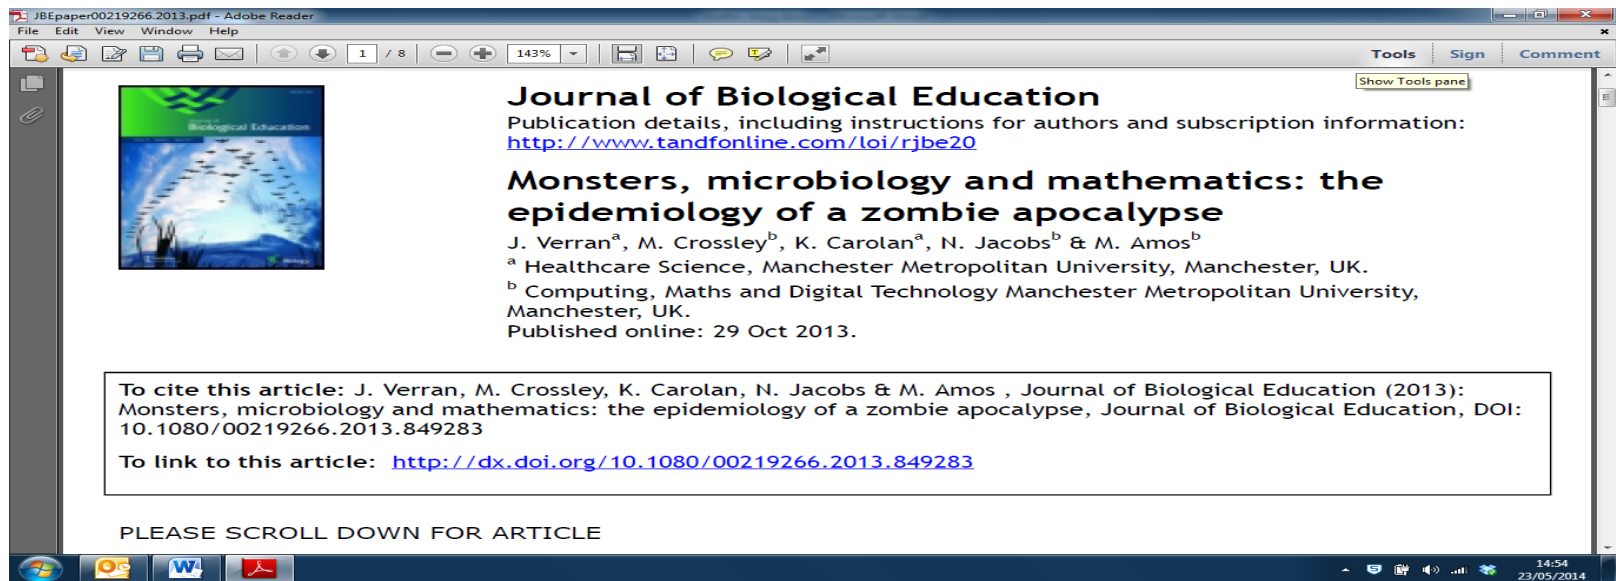 JBEpaper00219266.2013.pdf - Adobe Reader
File Edit View Window Help
1 / 8 143% Tools Sign Comment
Show Tools pane
Biological Education
Journal of Biological Education
Publication details, including instructions for authors and subscription information:
http://www.tandfonline.com/loi/rjbe20
Monsters, microbiology and mathematics: the
epidemiology of a zombie apocalypse
J. Verranᵃ, M. Crossleyᵇ, K. Carolanᵃ, N. Jacobsᵇ & M. Amosᵇ
ᵃ Healthcare Science, Manchester Metropolitan University, Manchester, UK.
ᵇ Computing, Maths and Digital Technology Manchester Metropolitan University,
Manchester, UK.
Published online: 29 Oct 2013.
To cite this article: J. Verran, M. Crossley, K. Carolan, N. Jacobs & M. Amos , Journal of Biological Education (2013):
Monsters, microbiology and mathematics: the epidemiology of a zombie apocalypse, Journal of Biological Education, DOI:
10.1080/00219266.2013.849283
To link to this article: http://dx.doi.org/10.1080/00219266.2013.849283
PLEASE SCROLL DOWN FOR ARTICLE
14:54
23/05/2014